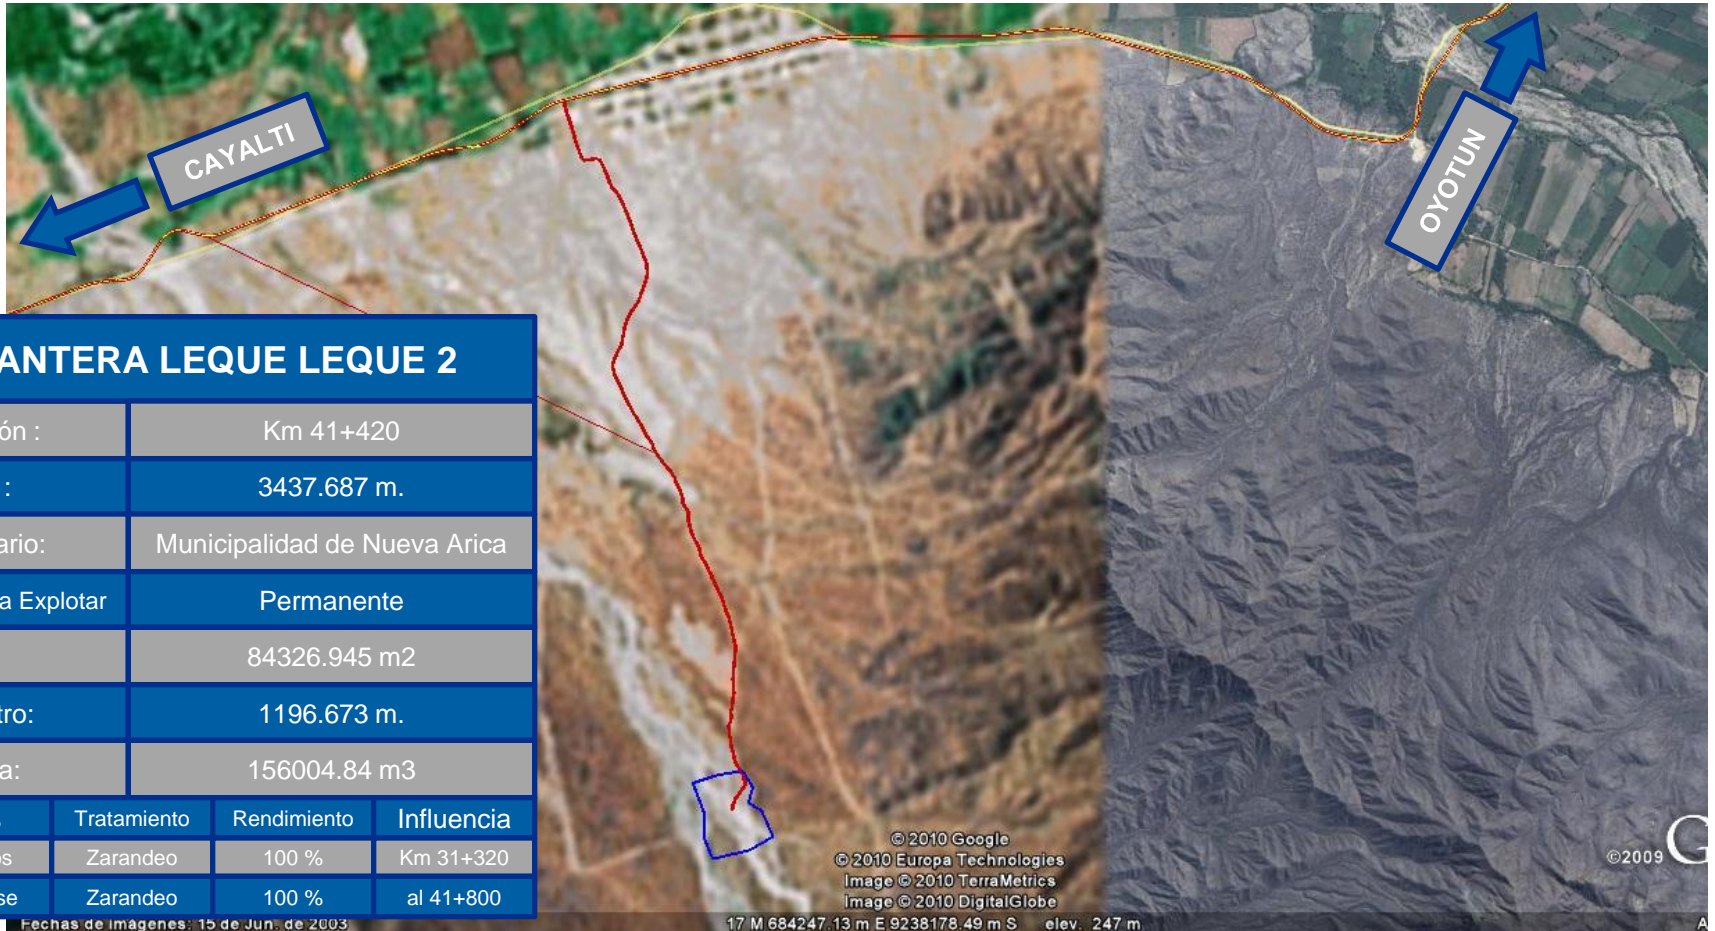 CAYALTI
OYOTUN
ANTERA LEQUE LEQUE 2
ón : Km 41+420
: 3437.687 m.
ario: Municipalidad de Nueva Arica
a Explotar Permanente
84326.945 m2
tro: 1196.673 m.
a: 156004.84 m3
Tratamiento Rendimiento Influencia
os Zarandeo 100 % Km 31+320
se Zarandeo 100 % al 41+800
© 2010 Google
© 2010 Europa Technologies
Image © 2010 TerraMetrics
Image © 2010 DigitalGlobe
©2009 G
Fechas de imágenes: 15 de Jun. de 2003 17 M 684247.13 m E 9238178.49 m S elev. 247 m A